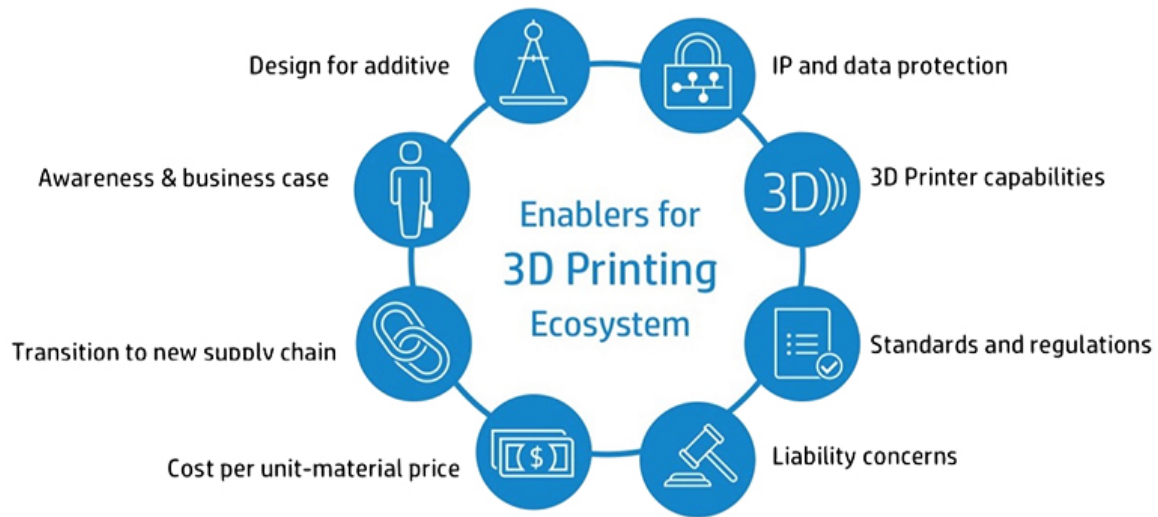 Design for additive
IP and data protection
Awareness & business case
3D)))
3D Printer capabilities
Enablers for
3D Printing
Ecosystem
Transition to new supply chain
Standards and regulations
$
Cost per unit-material price
Liability concerns